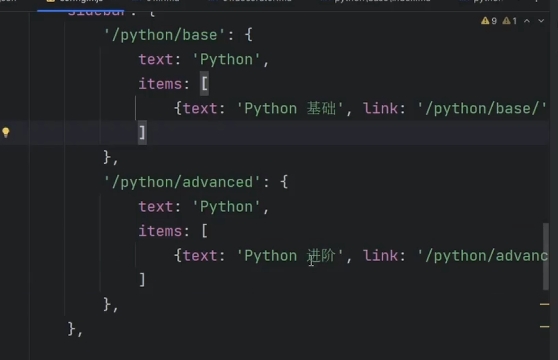 '/python/base': {
text: 'Python',
items: [
{text: 'Python 基础', link: '/python/base/'
]
},
'/python/advanced': {
text: 'Python',
items: [
{text: 'Python 进阶', link: '/python/advanc
]
},
},
9 1